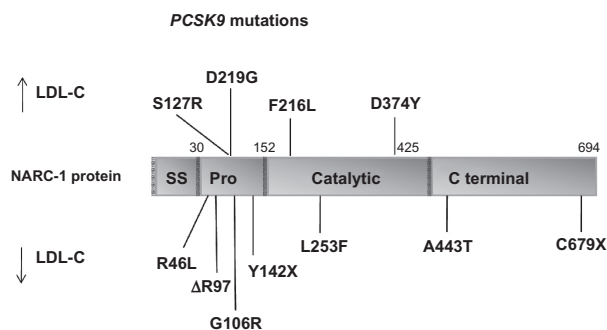 PCSK9 mutations
D219G
↑ LDL-C
S127R
F216L
D374Y
30
152
425
694
NARC-1 protein
SS
Pro
Catalytic
C terminal
↓ LDL-C
R46L
ΔR97
G106R
Y142X
L253F
A443T
C679X